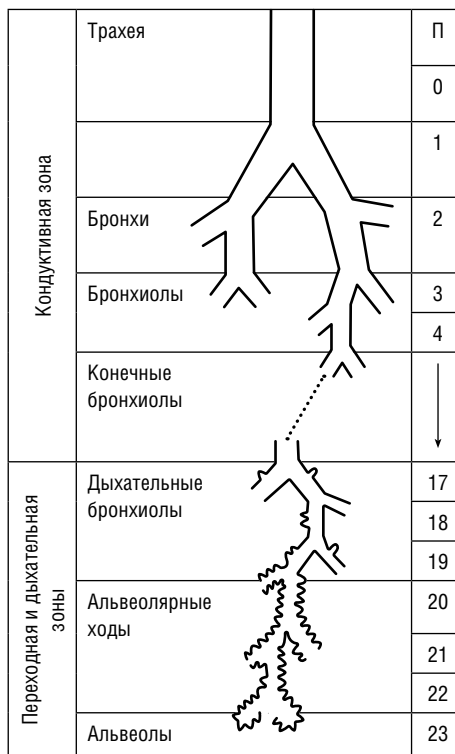 Кондуктивная зона
Трахея
П
0
1
Бронхи
2
Бронхиолы
3
4
Конечные
бронхиолы
Переходная и дыхательная
зоны
Дыхательные
бронхиолы
17
18
19
Альвеолярные
ходы
20
21
22
Альвеолы
23